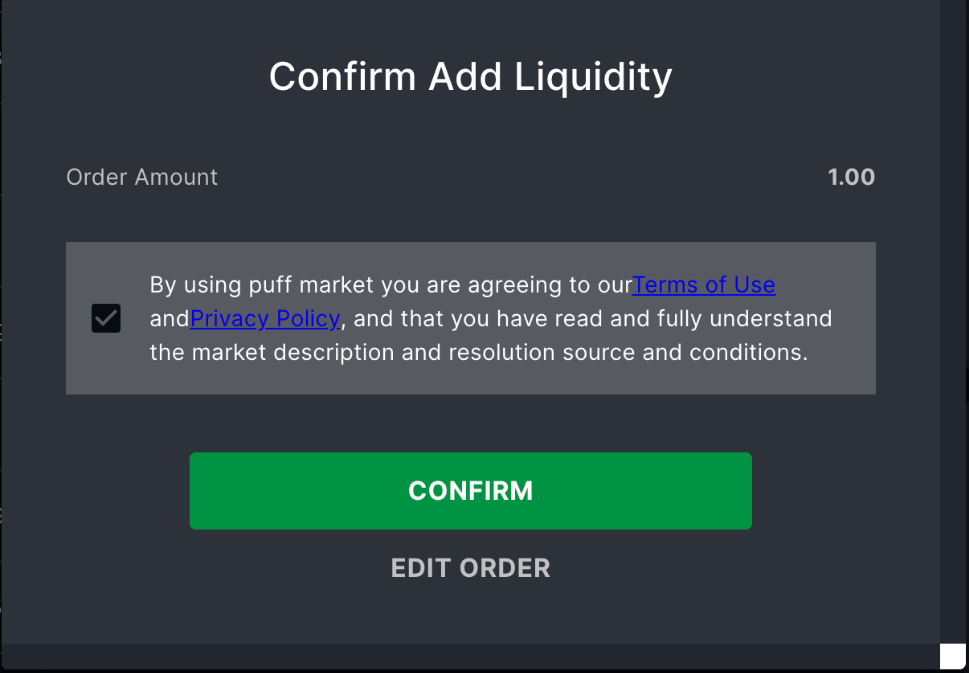 Confirm Add Liquidity
Order Amount 1.00
By using puff market you are agreeing to ourTerms of Use
andPrivacy Policy, and that you have read and fully understand
the market description and resolution source and conditions.
CONFIRM
EDIT ORDER